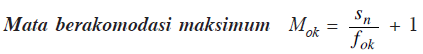 Mata berakomodasi maksimum M_ok = s_n / f_ok + 1